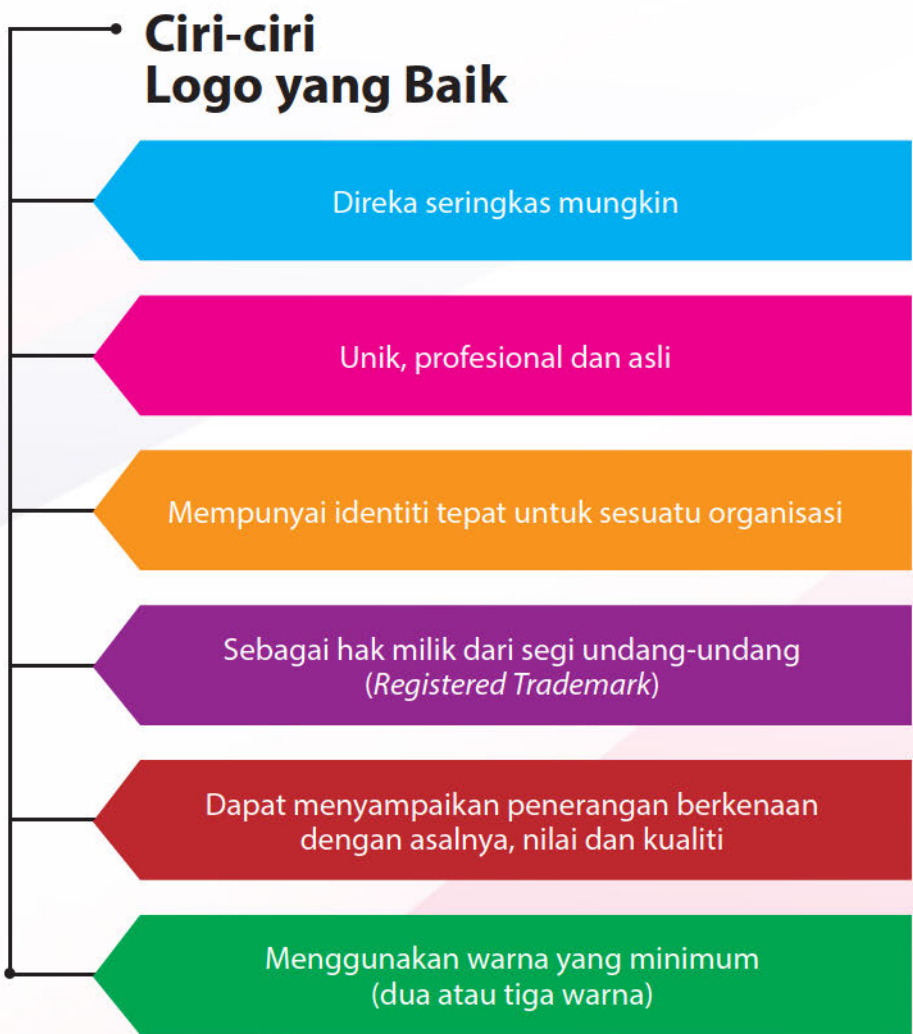 Ciri-ciri
Logo yang Baik
Direka seringkas mungkin
Unik, profesional dan asli
Mempunyai identiti tepat untuk sesuatu organisasi
Sebagai hak milik dari segi undang-undang
(Registered Trademark)
Dapat menyampaikan penerangan berkenaan
dengan asalnya, nilai dan kualiti
Menggunakan warna yang minimum
(dua atau tiga warna)